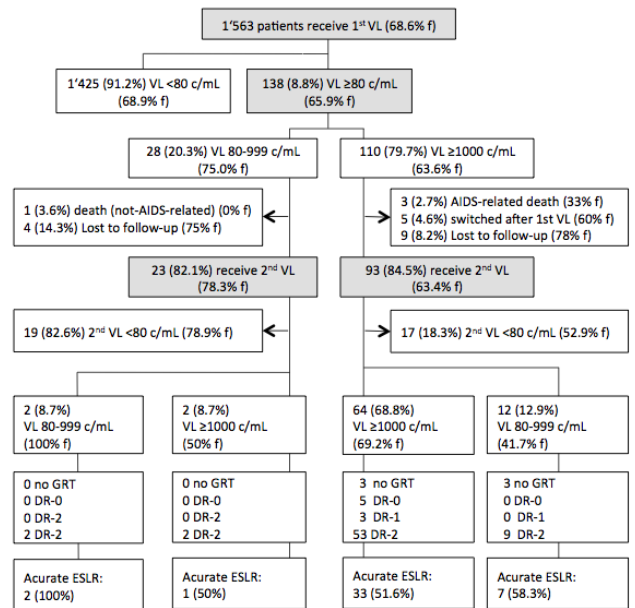 1'563 patients receive 1st VL (68.6% f)
1'425 (91.2%) VL <80 c/mL
(68.9% f)
138 (8.8%) VL ≥80 c/mL
(65.9% f)
28 (20.3%) VL 80-999 c/mL
(75.0% f)
110 (79.7%) VL ≥1000 c/mL
(63.6% f)
1 (3.6%) death (not-AIDS-related) (0% f)
4 (14.3%) Lost to follow-up (75% f)
3 (2.7%) AIDS-related death (33% f)
5 (4.6%) switched after 1st VL (60% f)
9 (8.2%) Lost to follow-up (78% f)
23 (82.1%) receive 2nd VL
(78.3% f)
93 (84.5%) receive 2nd VL
(63.4% f)
19 (82.6%) 2nd VL <80 c/mL (78.9% f)
17 (18.3%) 2nd VL <80 c/mL (52.9% f)
2 (8.7%)
VL 80-999 c/mL
(100% f)
2 (8.7%)
VL ≥1000 c/mL
(50% f)
64 (68.8%)
VL ≥1000 c/mL
(69.2% f)
12 (12.9%)
VL 80-999 c/mL
(41.7% f)
0 no GRT
0 DR-0
0 DR-2
2 DR-2
0 no GRT
0 DR-0
0 DR-2
2 DR-2
3 no GRT
5 DR-0
3 DR-1
53 DR-2
3 no GRT
0 DR-0
0 DR-1
9 DR-2
Acurate ESLR:
2 (100%)
Acurate ESLR:
1 (50%)
Acurate ESLR:
33 (51.6%)
Acurate ESLR:
7 (58.3%)